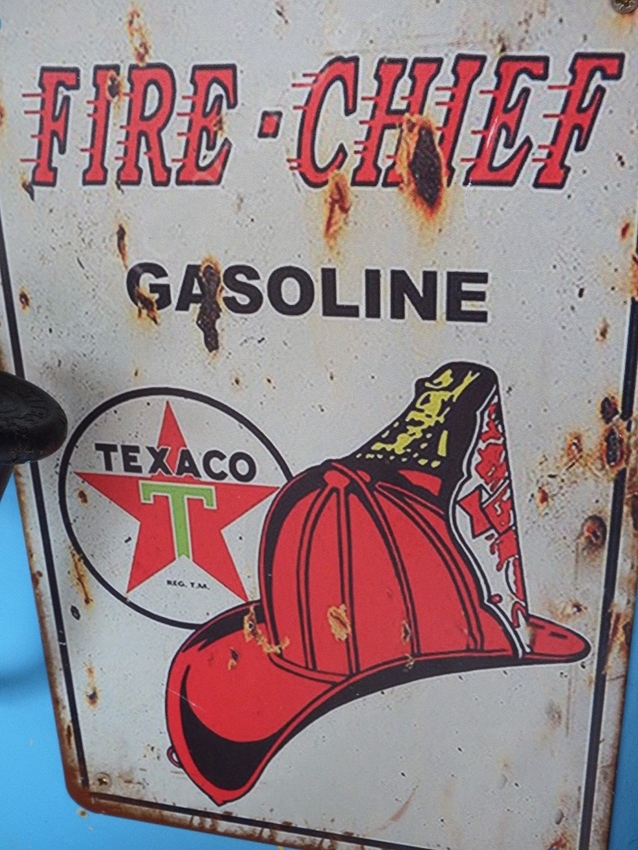 FIRE-CHIEF
GASOLINE
TEXACO
T
REG. T.M.